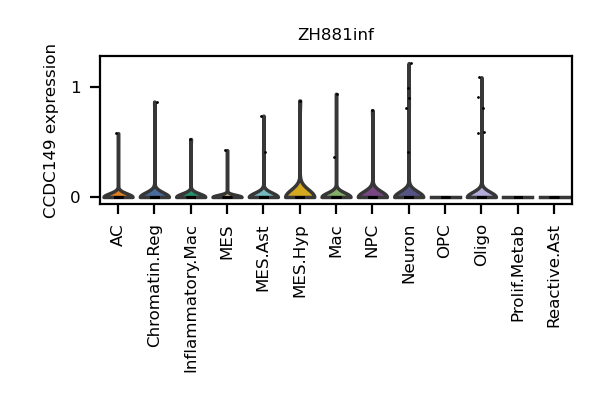 ZH881inf
CCDC149 expression
1
0
AC
Chromatin.Reg
Inflammatory.Mac
MES
MES.Ast
MES.Hyp
Mac
NPC
Neuron
OPC
Oligo
Prolif.Metab
Reactive.Ast